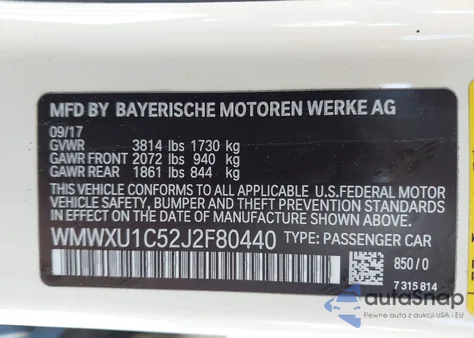 MFD BY BAYERISCHE MOTOREN WERKE AG
09/17
GVWR 3814 lbs 1730 kg
GAWR FRONT 2072 lbs 940 kg
GAWR REAR 1861 lbs 844 kg
THIS VEHICLE CONFORMS TO ALL APPLICABLE U.S.FEDERAL MOTOR
VEHICLE SAFETY, BUMPER AND THEFT PREVENTION STANDARDS
IN EFFECT ON THE DATE OF MANUFACTURE SHOWN ABOVE.
WMWXU1C52J2F80440 TYPE: PASSENGER CAR
850/0
7 315 814
autoSnap
Pewne auta z aukcji USA i EU